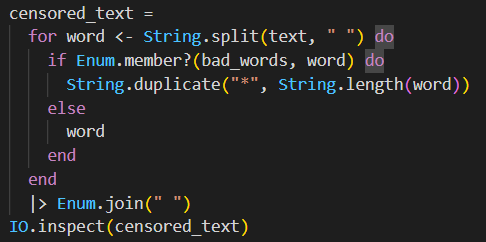 censored_text =
  for word <- String.split(text, " ") do
    if Enum.member?(bad_words, word) do
      String.duplicate("*", String.length(word))
    else
      word
    end
  end
  |> Enum.join(" ")
IO.inspect(censored_text)